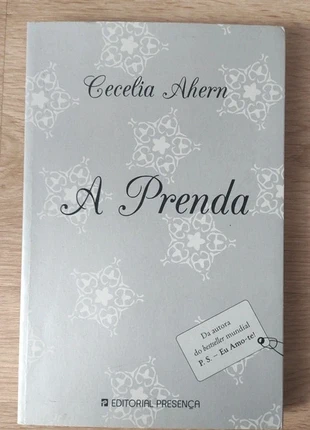 Cecelia Ahern
A Prenda
Da autora
do bestseller mundial
P. S. – Eu Amo-te!
EDITORIAL PRESENÇA